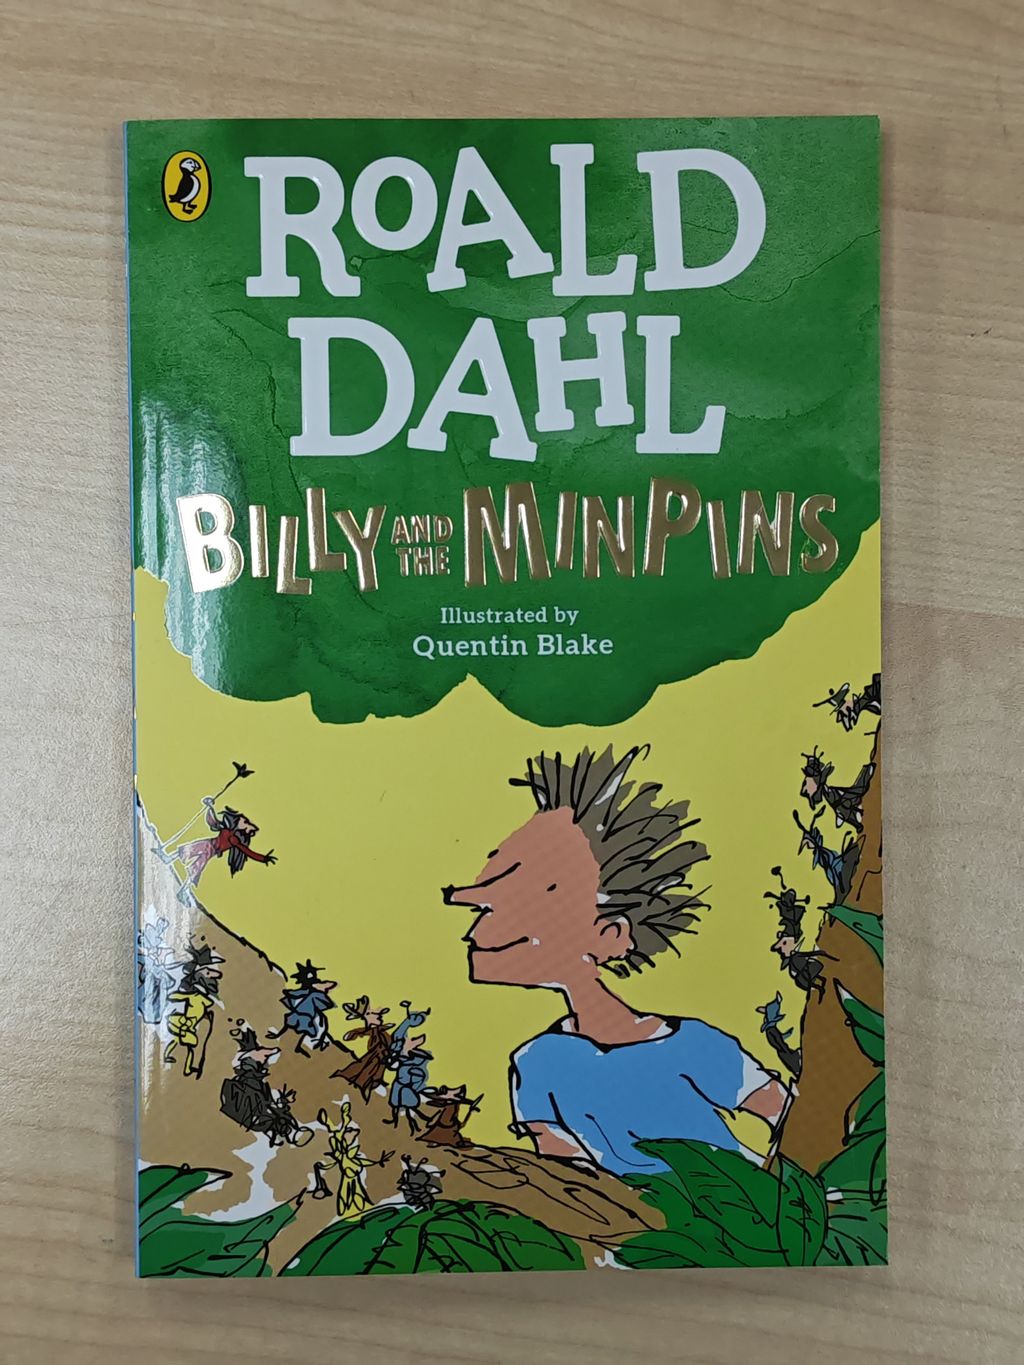 ROALD
DAHL
BILLY AND THE MINPINS
Illustrated by
Quentin Blake